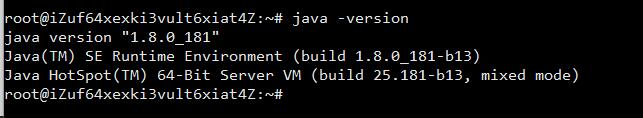 root@iZuf64xexki3vult6xiat4Z:~# java -version
java version "1.8.0_181"
Java(TM) SE Runtime Environment (build 1.8.0_181-b13)
Java HotSpot(TM) 64-Bit Server VM (build 25.181-b13, mixed mode)
root@iZuf64xexki3vult6xiat4Z:~#